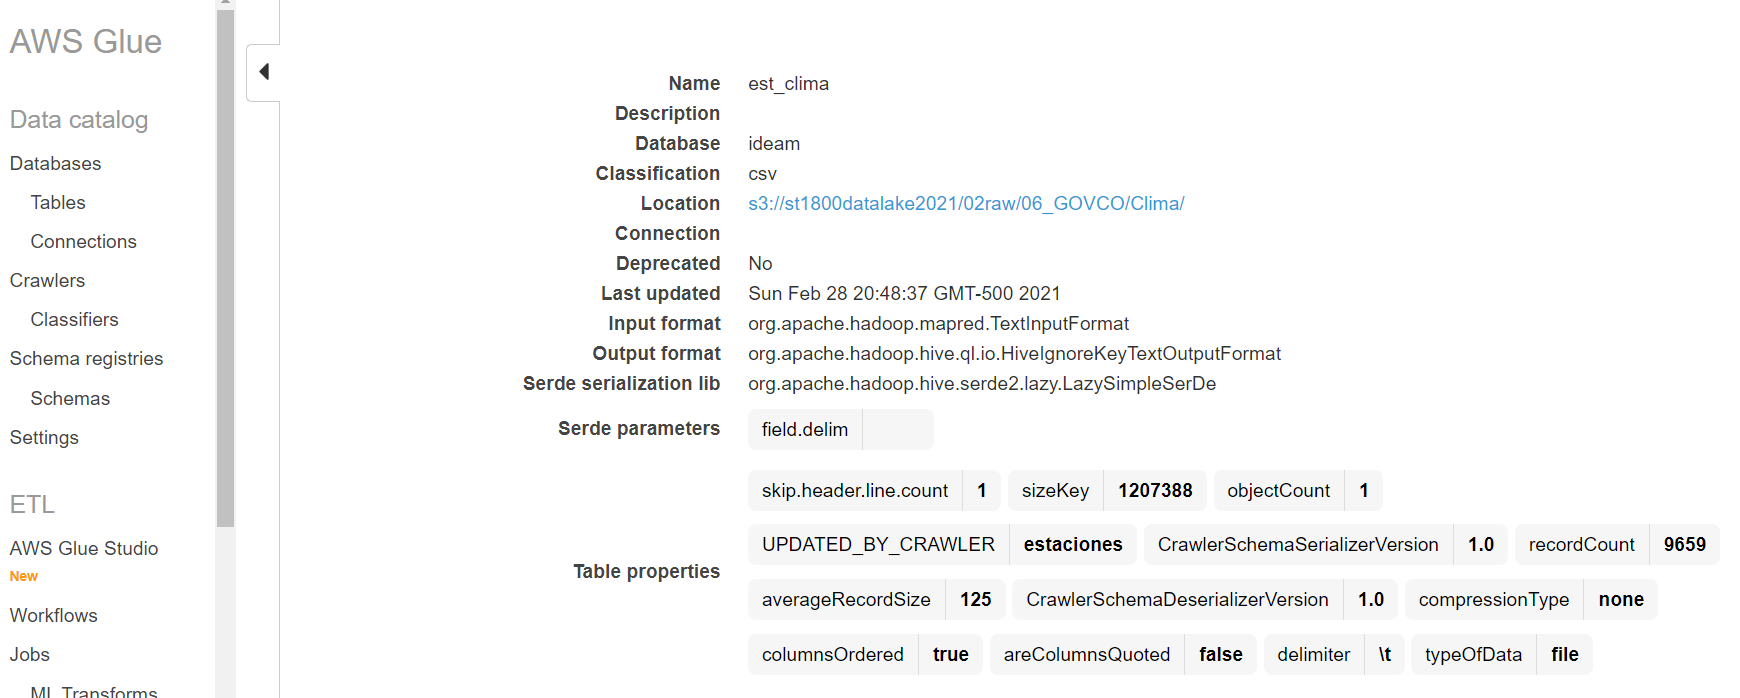 AWS Glue
Data catalog
Databases
Tables
Connections
Crawlers
Classifiers
Schema registries
Schemas
Settings
ETL
AWS Glue Studio
New
Workflows
Jobs
ML Transforms
Name est_clima
Description
Database ideam
Classification csv
Location s3://st1800datalake2021/02raw/06_GOVCO/Clima/
Connection
Deprecated No
Last updated Sun Feb 28 20:48:37 GMT-500 2021
Input format org.apache.hadoop.mapred.TextInputFormat
Output format org.apache.hadoop.hive.ql.io.HiveIgnoreKeyTextOutputFormat
Serde serialization lib org.apache.hadoop.hive.serde2.lazy.LazySimpleSerDe
Serde parameters field.delim
Table properties
skip.header.line.count 1 sizeKey 1207388 objectCount 1
UPDATED_BY_CRAWLER estaciones CrawlerSchemaSerializerVersion 1.0 recordCount 9659
averageRecordSize 125 CrawlerSchemaDeserializerVersion 1.0 compressionType none
columnsOrdered true areColumnsQuoted false delimiter \t typeOfData file